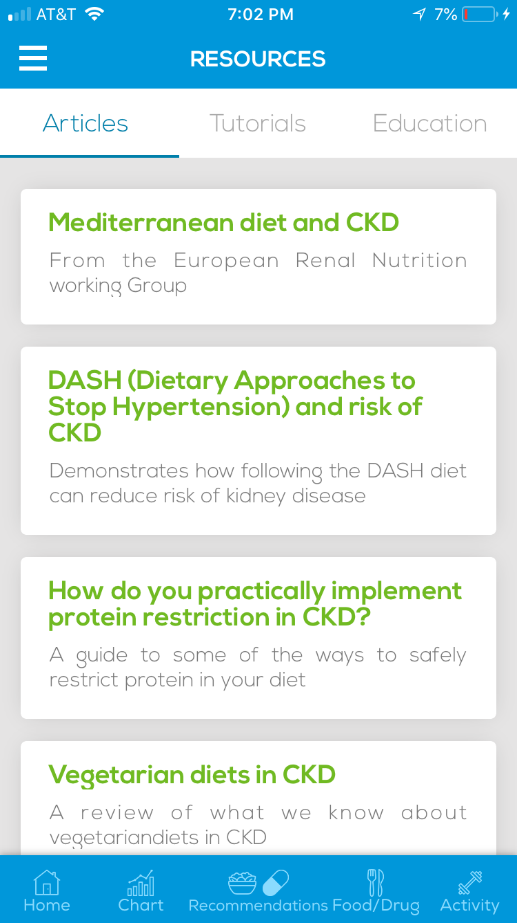 AT&T 7:02 PM 7%
RESOURCES
Articles Tutorials Education
Mediterranean diet and CKD
From the European Renal Nutrition
working Group
DASH (Dietary Approaches to
Stop Hypertension) and risk of
CKD
Demonstrates how following the DASH diet
can reduce risk of kidney disease
How do you practically implement
protein restriction in CKD?
A guide to some of the ways to safely
restrict protein in your diet
Vegetarian diets in CKD
A review of what we know about
vegetariandiets in CKD
Home Chart Recommendations Food/Drug Activity